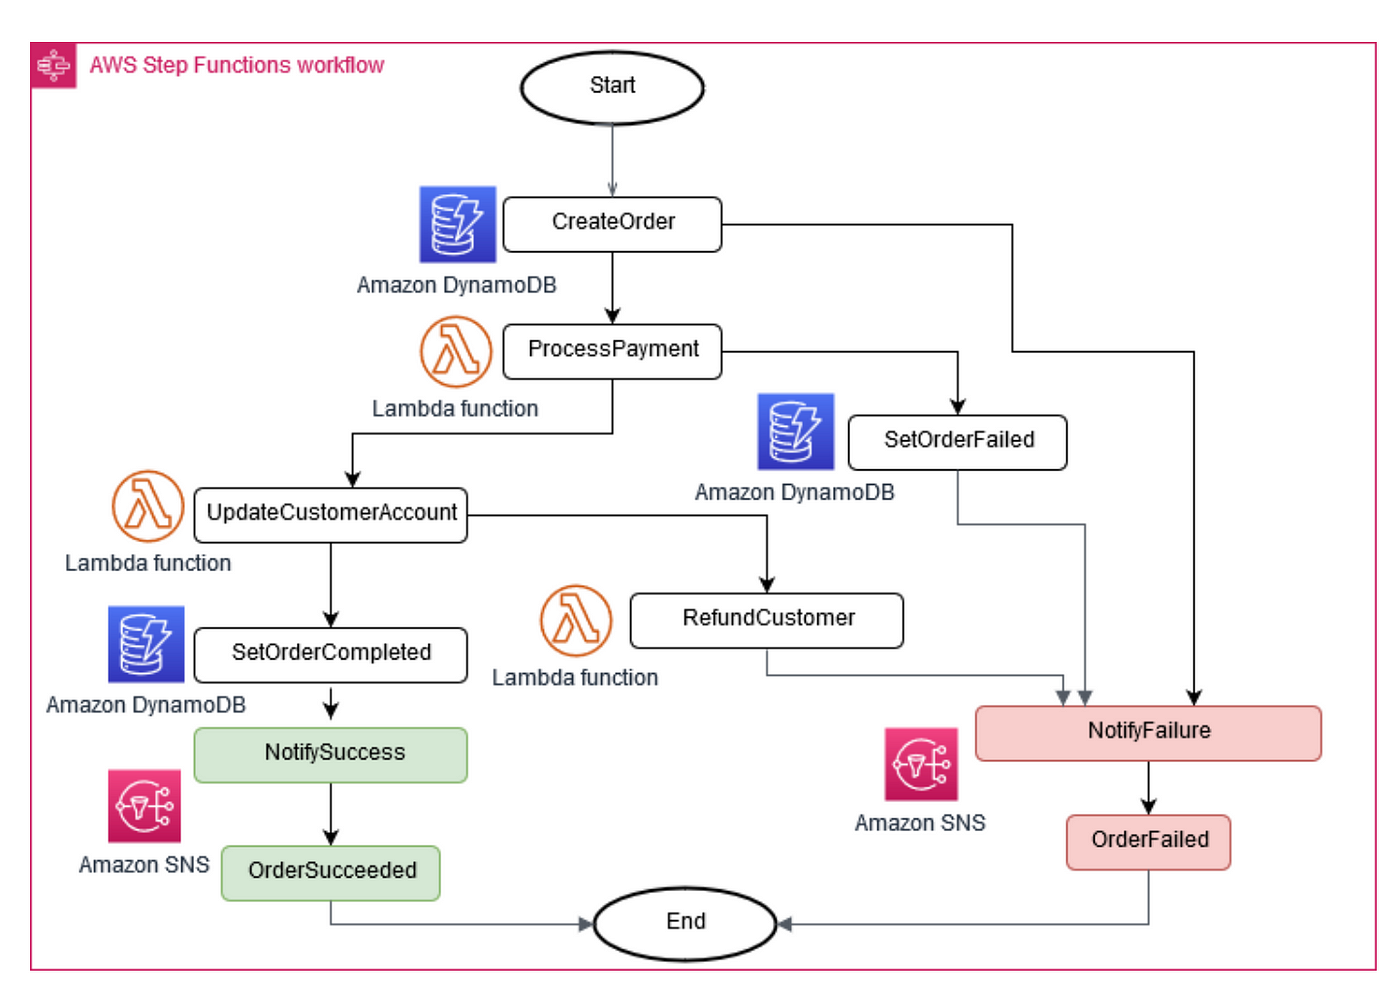 AWS Step Functions workflow
Start
CreateOrder
Amazon DynamoDB
ProcessPayment
Lambda function
SetOrderFailed
Amazon DynamoDB
UpdateCustomerAccount
Lambda function
RefundCustomer
Lambda function
SetOrderCompleted
Amazon DynamoDB
NotifySuccess
NotifyFailure
Amazon SNS
Amazon SNS
OrderFailed
OrderSucceeded
End